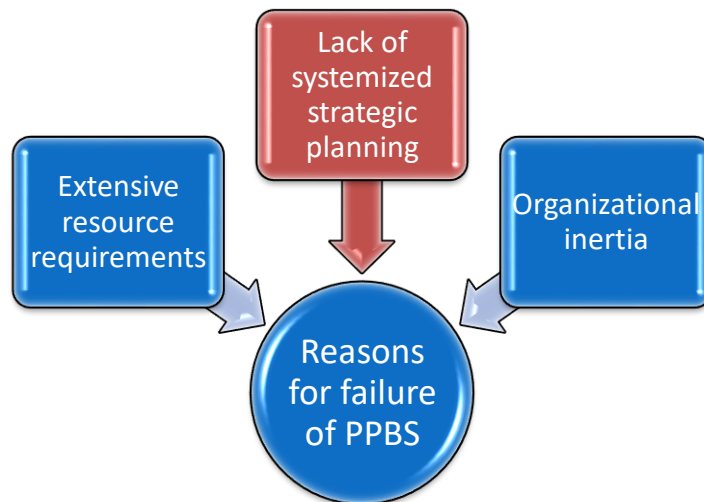 Lack of
systemized
strategic
planning
Extensive
resource
requirements
Organizational
inertia
Reasons
for failure
of PPBS